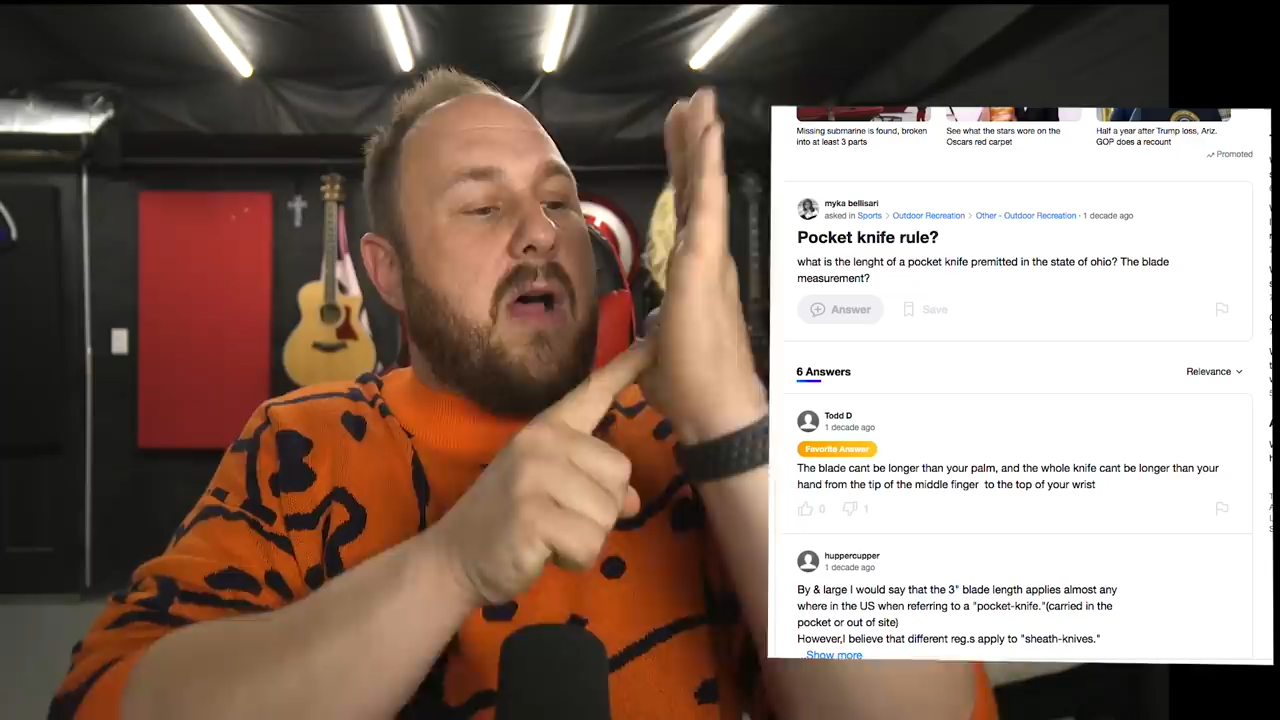 Missing submarine is found, broken
into at least 3 parts
See what the stars wore on the
Oscars red carpet
Half a year after Trump loss, Ariz.
GOP does a recount
Promoted
myka bellisari
asked in Sports > Outdoor Recreation > Other - Outdoor Recreation · 1 decade ago
Pocket knife rule?
what is the lenght of a pocket knife premitted in the state of ohio? The blade
measurement?
Answer
Save
6 Answers
Relevance
Todd D
1 decade ago
Favorite Answer
The blade cant be longer than your palm, and the whole knife cant be longer than your
hand from the tip of the middle finger to the top of your wrist
0 1
huppercupper
1 decade ago
By & large I would say that the 3" blade length applies almost any
where in the US when referring to a "pocket-knife."(carried in the
pocket or out of site)
However,I believe that different reg.s apply to "sheath-knives."
...Show more